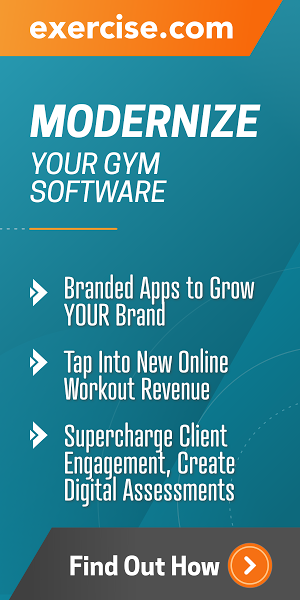 exercise.com
MODERNIZE
YOUR GYM
SOFTWARE
Branded Apps to Grow
YOUR Brand
Tap Into New Online
Workout Revenue
Supercharge Client
Engagement, Create
Digital Assessments
Find Out How